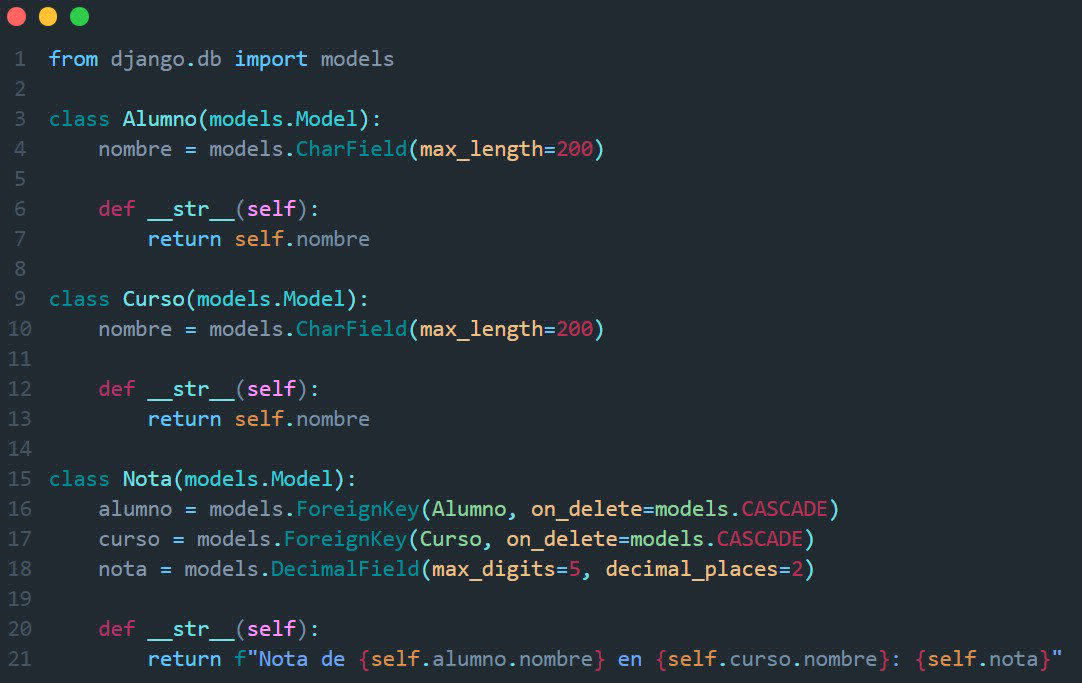 1 from django.db import models
2
3 class Alumno(models.Model):
4     nombre = models.CharField(max_length=200)
5
6     def __str__(self):
7         return self.nombre
8
9 class Curso(models.Model):
10     nombre = models.CharField(max_length=200)
11
12     def __str__(self):
13         return self.nombre
14
15 class Nota(models.Model):
16     alumno = models.ForeignKey(Alumno, on_delete=models.CASCADE)
17     curso = models.ForeignKey(Curso, on_delete=models.CASCADE)
18     nota = models.DecimalField(max_digits=5, decimal_places=2)
19
20     def __str__(self):
21         return f"Nota de {self.alumno.nombre} en {self.curso.nombre}: {self.nota}"